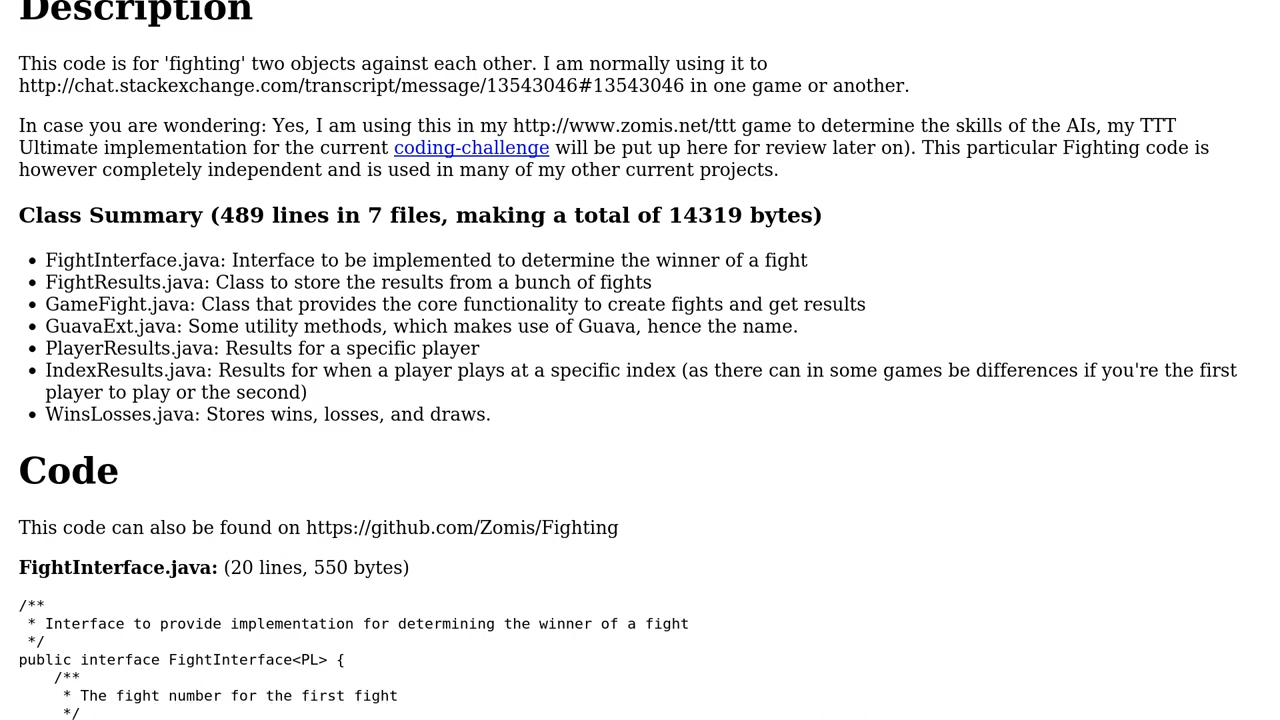 Description
This code is for 'fighting' two objects against each other. I am normally using it to
http://chat.stackexchange.com/transcript/message/13543046#13543046 in one game or another.
In case you are wondering: Yes, I am using this in my http://www.zomis.net/ttt game to determine the skills of the AIs, my TTT
Ultimate implementation for the current coding-challenge will be put up here for review later on). This particular Fighting code is
however completely independent and is used in many of my other current projects.
Class Summary (489 lines in 7 files, making a total of 14319 bytes)
• FightInterface.java: Interface to be implemented to determine the winner of a fight
• FightResults.java: Class to store the results from a bunch of fights
• GameFight.java: Class that provides the core functionality to create fights and get results
• GuavaExt.java: Some utility methods, which makes use of Guava, hence the name.
• PlayerResults.java: Results for a specific player
• IndexResults.java: Results for when a player plays at a specific index (as there can in some games be differences if you're the first
player to play or the second)
• WinsLosses.java: Stores wins, losses, and draws.
Code
This code can also be found on https://github.com/Zomis/Fighting
FightInterface.java: (20 lines, 550 bytes)
/**
 * Interface to provide implementation for determining the winner of a fight
 */
public interface FightInterface<PL> {
    /**
     * The fight number for the first fight
     */